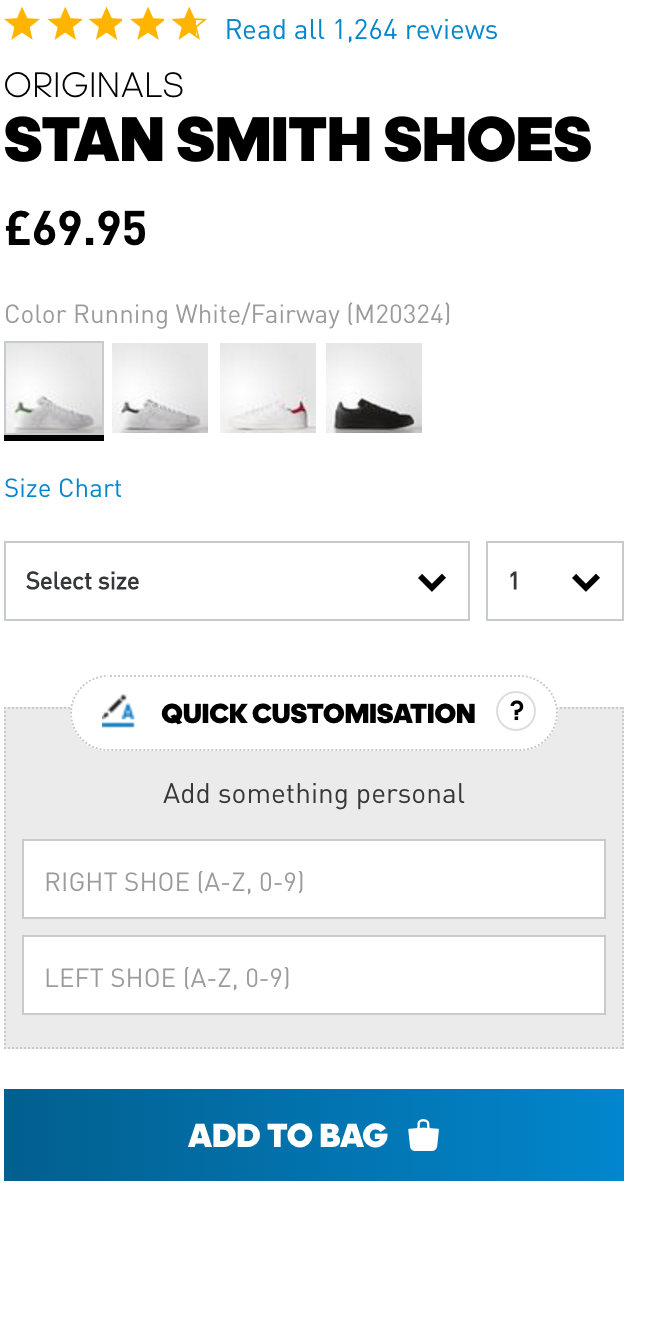 Read all 1,264 reviews
ORIGINALS
STAN SMITH SHOES
£69.95
Color Running White/Fairway (M20324)
Size Chart
Select size 1
A QUICK CUSTOMISATION ?
Add something personal
RIGHT SHOE (A-Z, 0-9)
LEFT SHOE (A-Z, 0-9)
ADD TO BAG